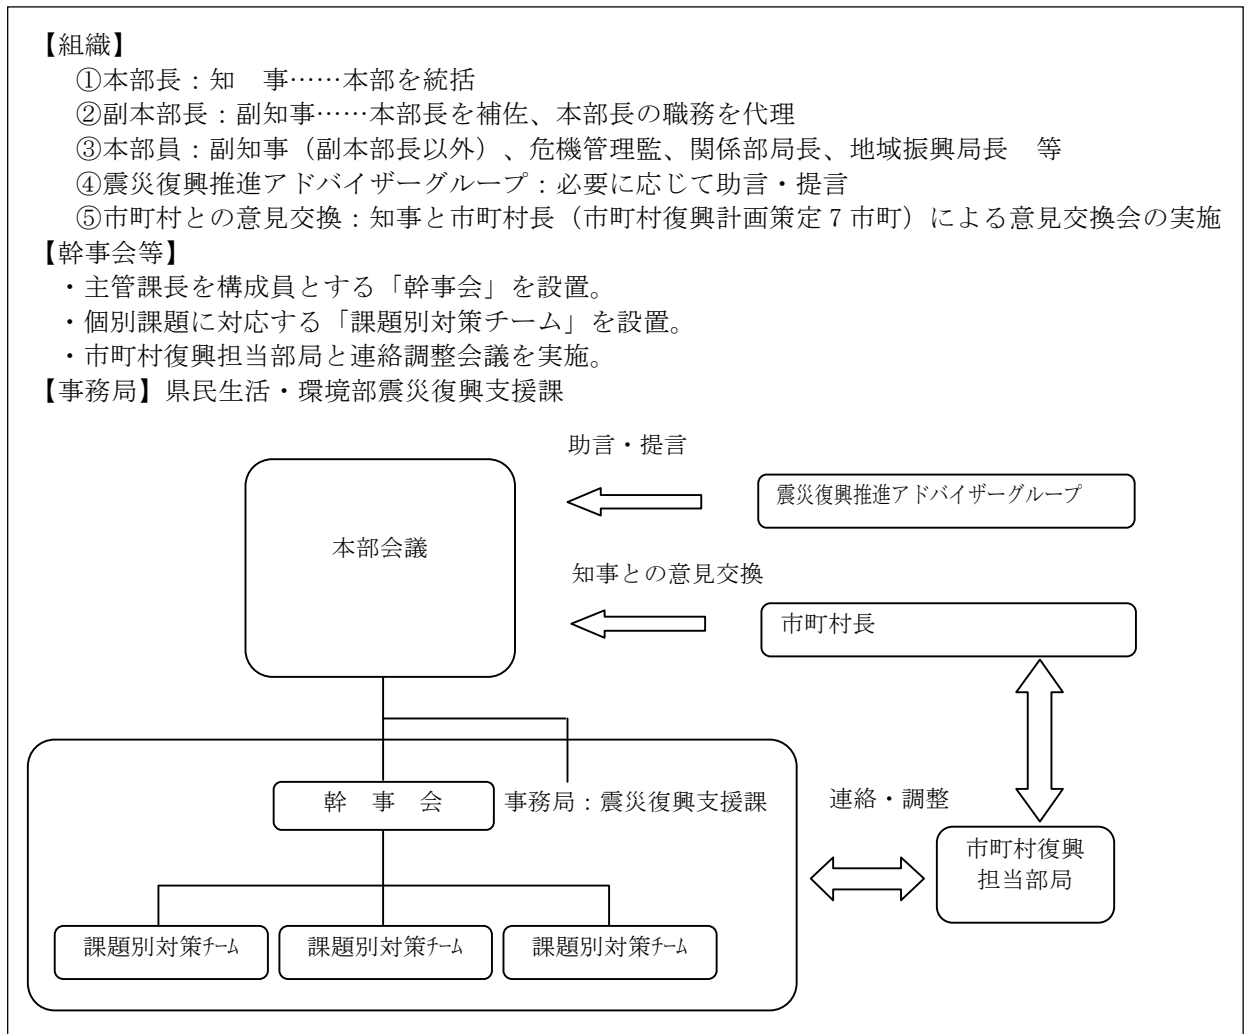 【組織】
①本部長：知　事……本部を統括
②副本部長：副知事……本部長を補佐、本部長の職務を代理
③本部員：副知事（副本部長以外）、危機管理監、関係部局長、地域振興局長　等
④震災復興推進アドバイザーグループ：必要に応じて助言・提言
⑤市町村との意見交換：知事と市町村長（市町村復興計画策定７市町）による意見交換会の実施
【幹事会等】
・主管課長を構成員とする「幹事会」を設置。
・個別課題に対応する「課題別対策チーム」を設置。
・市町村復興担当部局と連絡調整会議を実施。
【事務局】県民生活・環境部震災復興支援課
助言・提言
震災復興推進アドバイザーグループ
本部会議
知事との意見交換
市町村長
幹　事　会
事務局：震災復興支援課
連絡・調整
市町村復興
担当部局
課題別対策ﾁｰﾑ
課題別対策ﾁｰﾑ
課題別対策ﾁｰﾑ